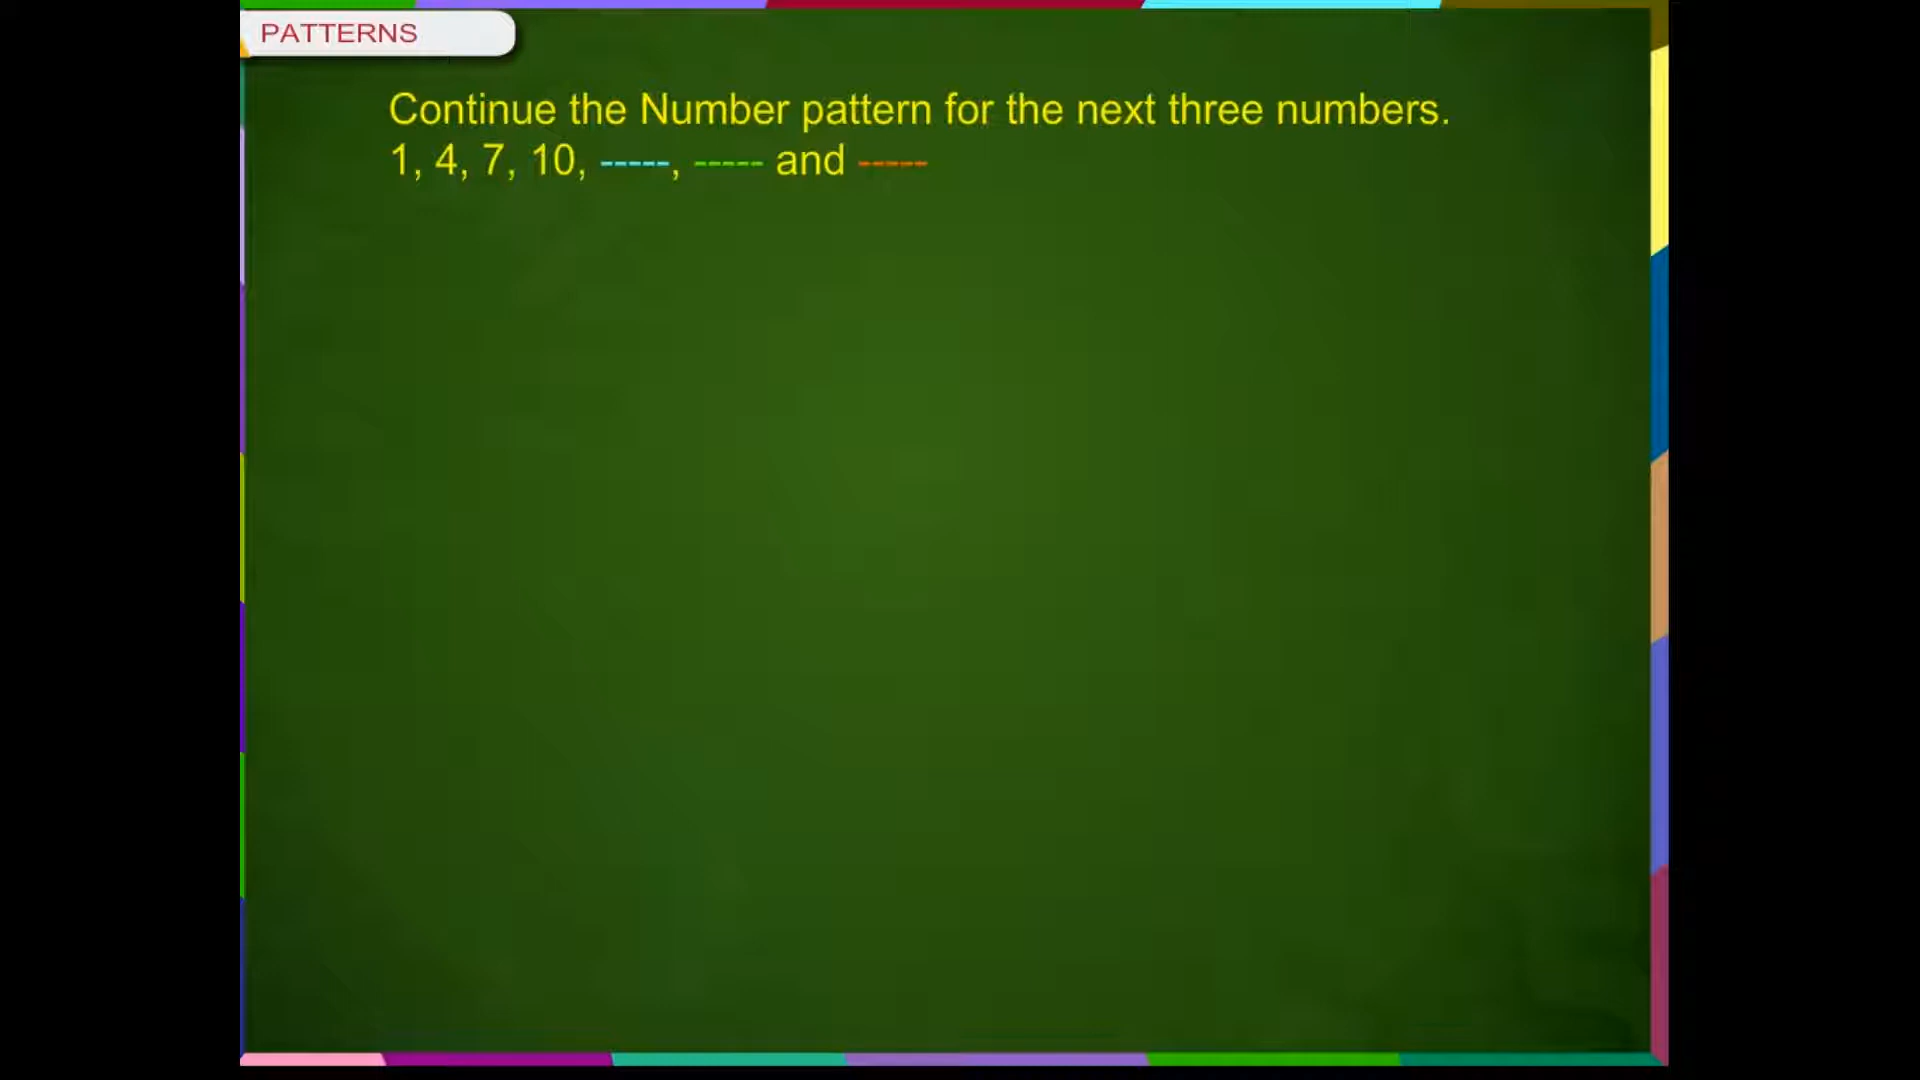 PATTERNS
Continue the Number pattern for the next three numbers.
1, 4, 7, 10, -----, ----- and -----